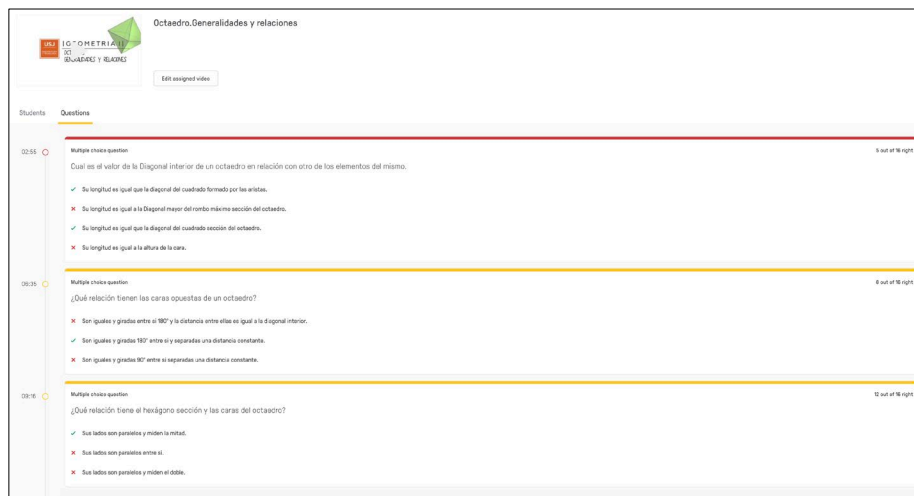 Octaedro.Generalidades y relaciones
USJ
GEOMETRIA II
GENERALIDADES Y RELACIONES
Edit assigned video
Students Questions
02:55
Multiple choice question 5 out of 16 right
Cual es el valor de la Diagonal interior de un octaedro en relación con otro de los elementos del mismo.
✓ Su longitud es igual que la diagonal del cuadrado formado por las aristas.
✗ Su longitud es igual a la Diagonal mayor del rombo máximo sección del octaedro.
✓ Su longitud es igual que la diagonal del cuadrado sección del octaedro.
✗ Su longitud es igual a la altura de la cara.
06:35
Multiple choice question 8 out of 16 right
¿Qué relación tienen las caras opuestas de un octaedro?
✗ Son iguales y giradas entre si 180° y la distancia entre ellas es igual a la diagonal interior.
✓ Son iguales y giradas 180° entre si y separadas una distancia constante.
✗ Son iguales y giradas 90° entre si separadas una distancia constante.
Multiple choice question 12 out of 16 right
¿Qué relación tiene el hexágono sección y las caras del octaedro?
✓ Sus lados son paralelos y miden la mitad.
✗ Sus lados son paralelos entre si.
✗ Sus lados son paralelos y miden el doble.